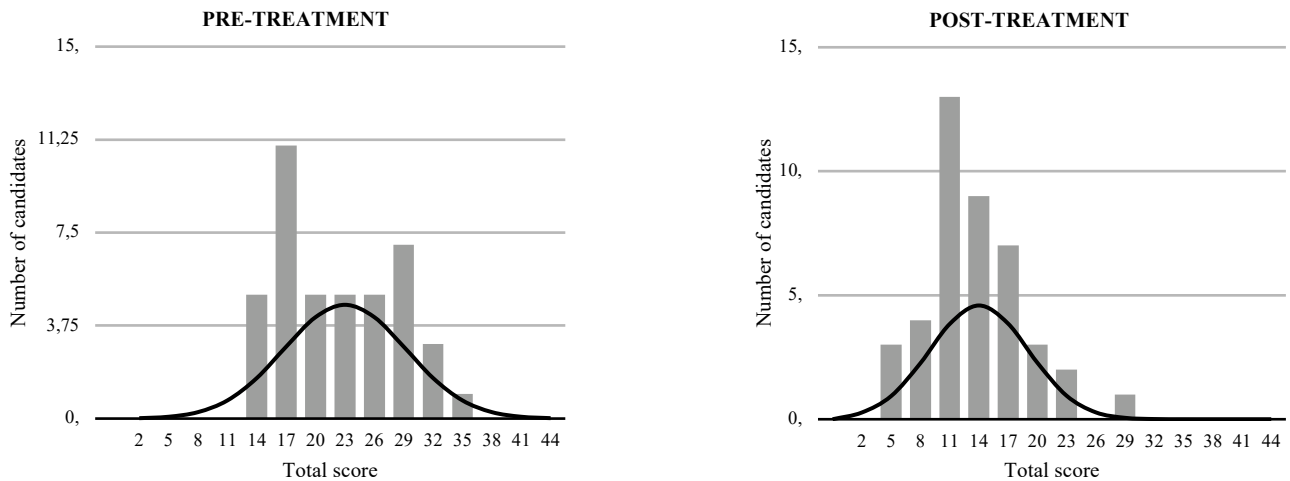 PRE-TREATMENT
15,
11,25
7,5
3,75
0,
Number of candidates
2 5 8 11 14 17 20 23 26 29 32 35 38 41 44
Total score
POST-TREATMENT
15,
10,
5,
0,
Number of candidates
2 5 8 11 14 17 20 23 26 29 32 35 38 41 44
Total score